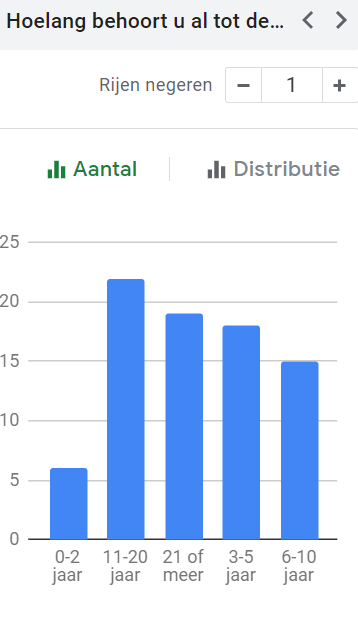 Hoelang behoort u al tot de...
Rijen negeren 1
Aantal Distributie
25
20
15
10
5
0
0-2 11-20 21 of 3-5 6-10
jaar jaar meer jaar jaar